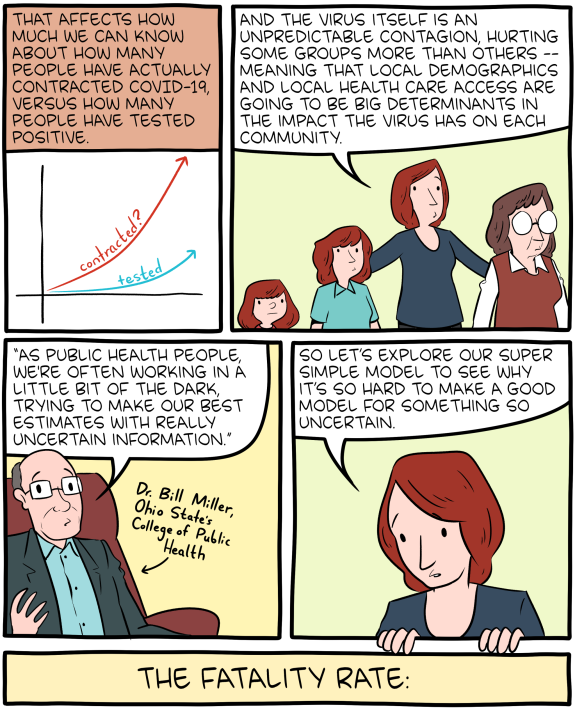 THAT AFFECTS HOW
MUCH WE CAN KNOW
ABOUT HOW MANY
PEOPLE HAVE ACTUALLY
CONTRACTED COVID-19,
VERSUS HOW MANY
PEOPLE HAVE TESTED
POSITIVE.
contracted?
tested
AND THE VIRUS ITSELF IS AN
UNPREDICTABLE CONTAGION, HURTING
SOME GROUPS MORE THAN OTHERS --
MEANING THAT LOCAL DEMOGRAPHICS
AND LOCAL HEALTH CARE ACCESS ARE
GOING TO BE BIG DETERMINANTS IN
THE IMPACT THE VIRUS HAS ON EACH
COMMUNITY.
"AS PUBLIC HEALTH PEOPLE,
WE'RE OFTEN WORKING IN A
LITTLE BIT OF THE DARK,
TRYING TO MAKE OUR BEST
ESTIMATES WITH REALLY
UNCERTAIN INFORMATION."
Dr. Bill Miller,
Ohio State's
College of Public
Health
SO LET'S EXPLORE OUR SUPER
SIMPLE MODEL TO SEE WHY
IT'S SO HARD TO MAKE A GOOD
MODEL FOR SOMETHING SO
UNCERTAIN.
THE FATALITY RATE: